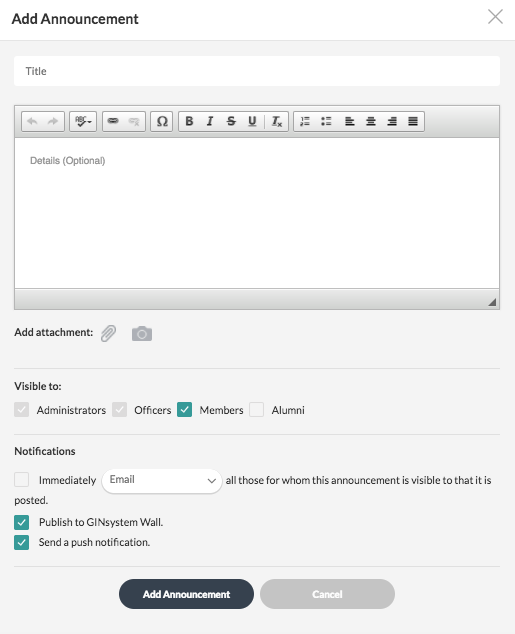 Add Announcement
Title
ABC
Ω B I S U Tx
Details (Optional)
Add attachment:
Visible to:
Administrators Officers Members Alumni
Notifications
Immediately Email all those for whom this announcement is visible to that it is
posted.
Publish to GINsystem Wall.
Send a push notification.
Add Announcement Cancel